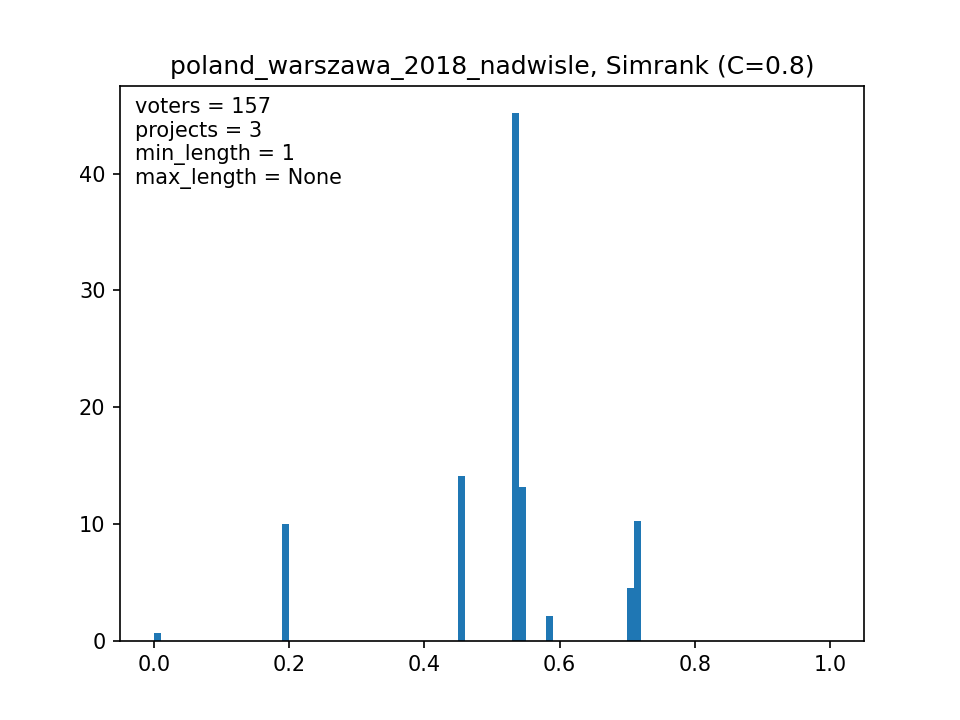 poland_warszawa_2018_nadwisle, Simrank (C=0.8)
voters = 157
projects = 3
min_length = 1
max_length = None
40
30
20
10
0
0.0 0.2 0.4 0.6 0.8 1.0